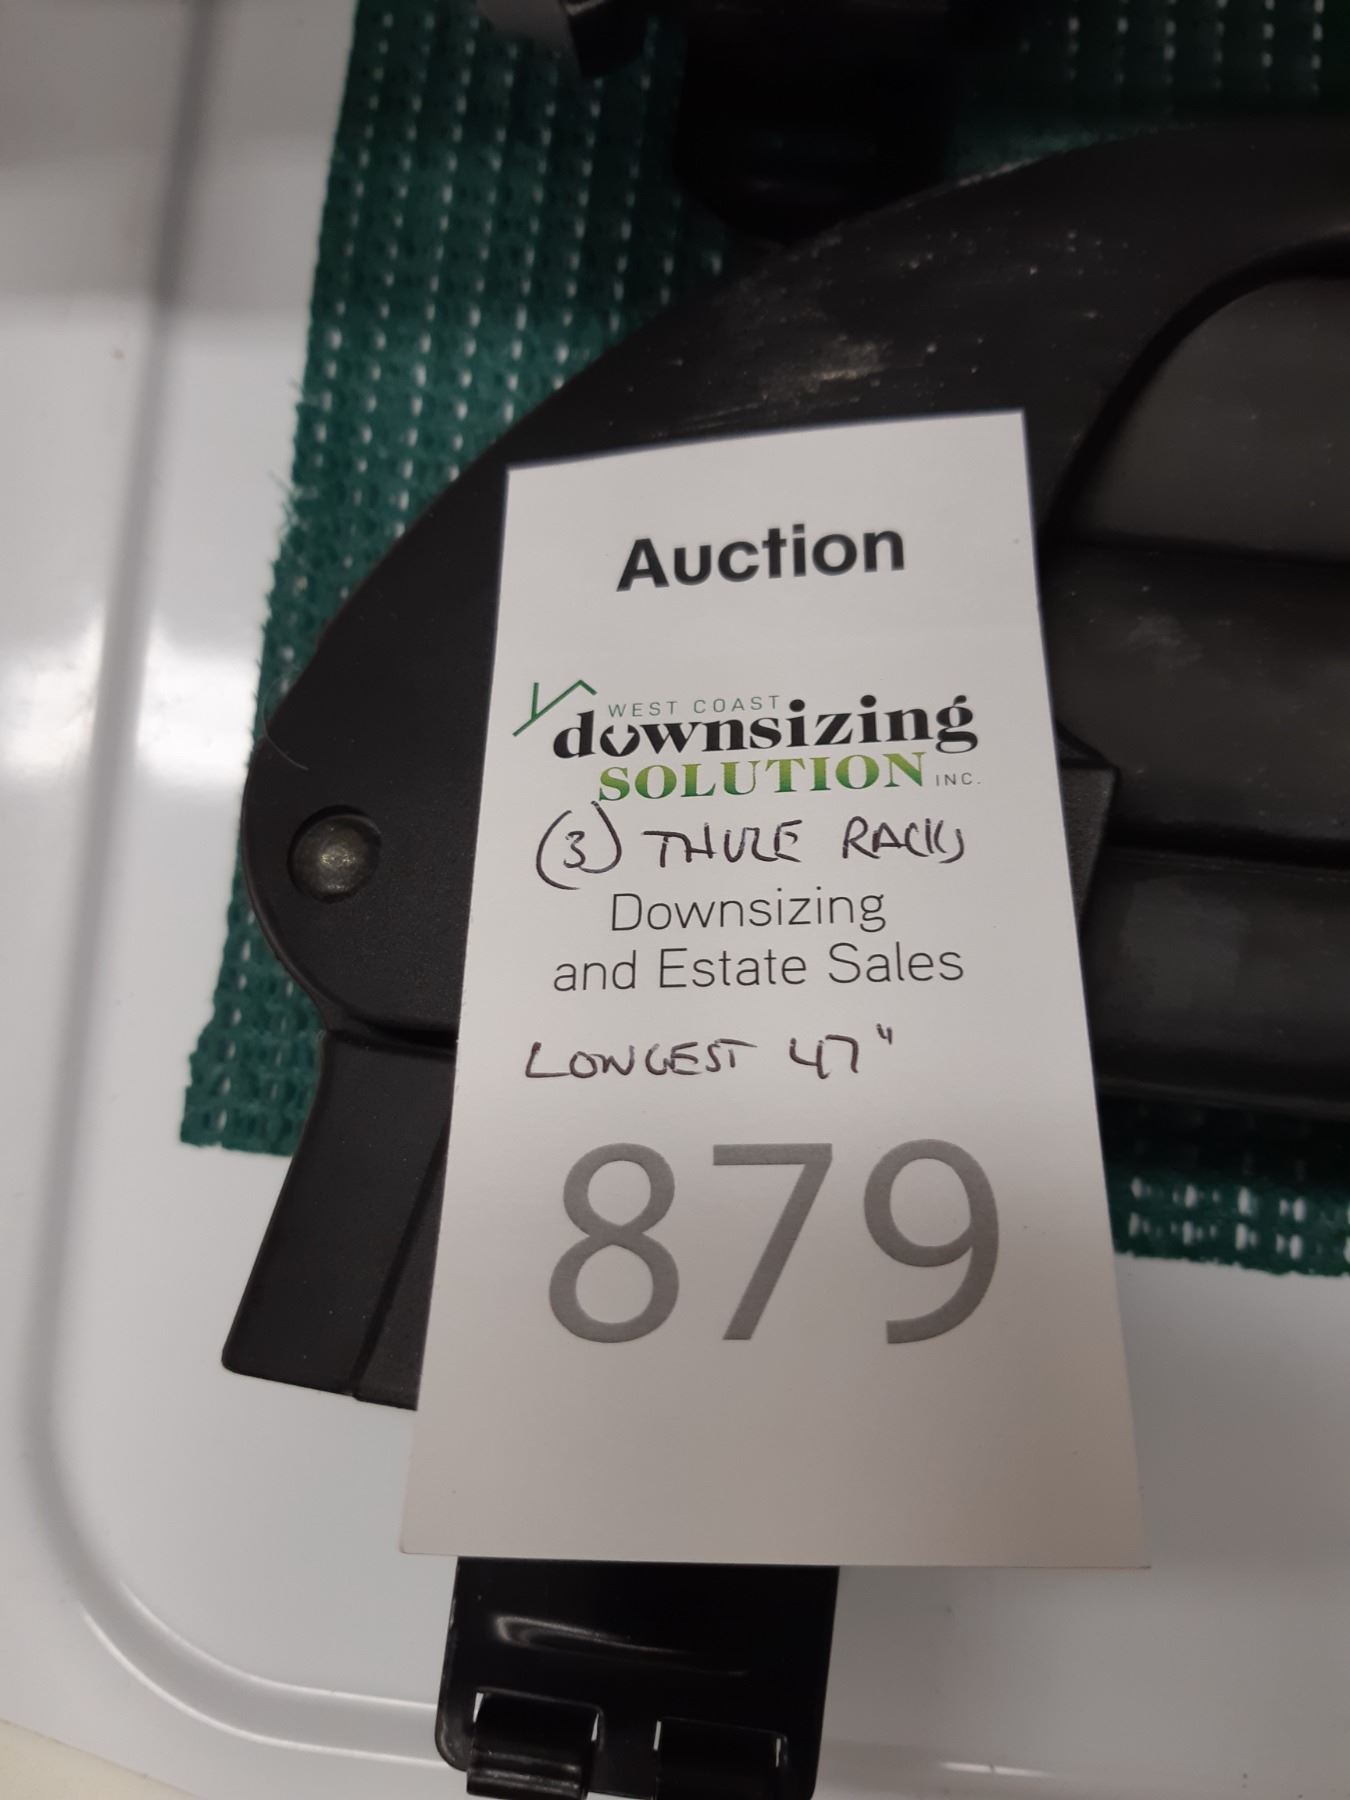 Auction
WEST COAST
downsizing
SOLUTION INC.
(3) THULE RACKS
Downsizing
and Estate Sales
LONGEST 47"
879